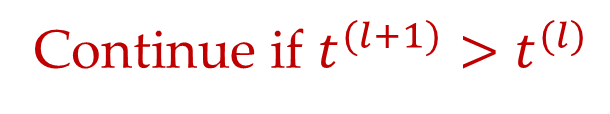 Continue if $t^{(l+1)} > t^{(l)}$